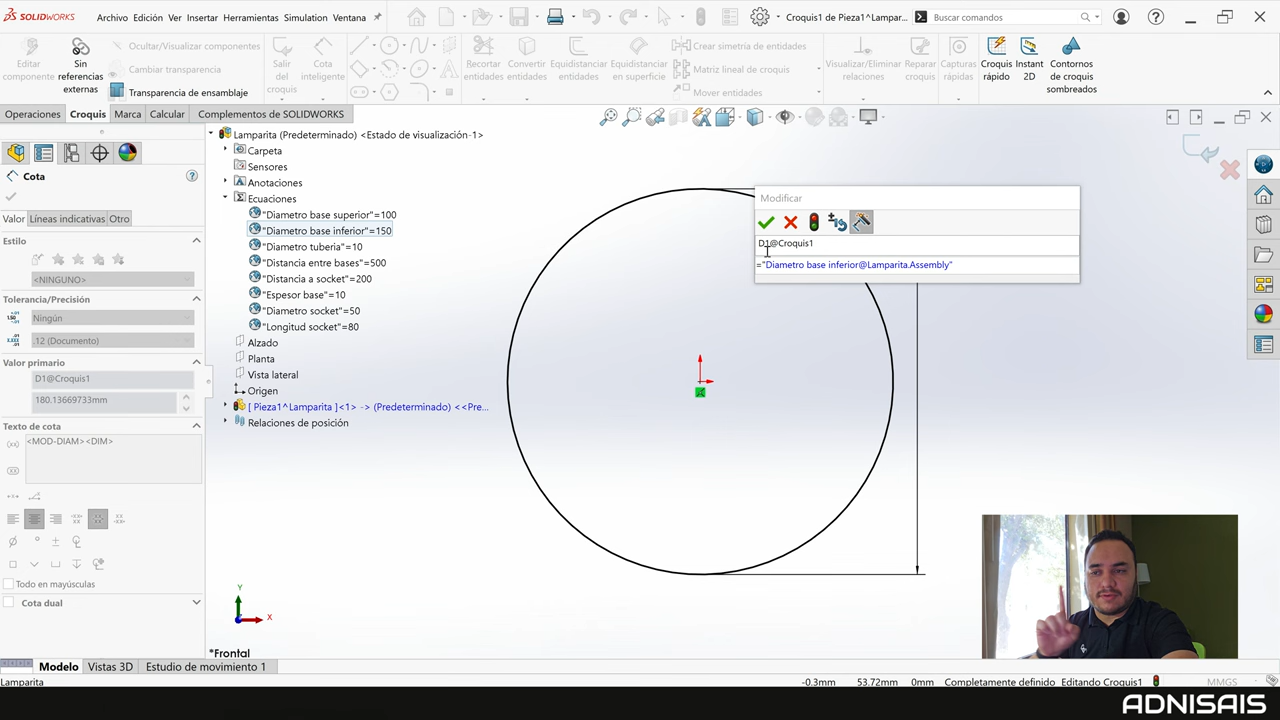 SOLIDWORKS
Archivo Edición Ver Insertar Herramientas Simulation Ventana
Croquis1 de Pieza1^Lampar...
Buscar comandos
Editar componente
Sin referencias externas
Ocultar/Visualizar componentes
Cambiar transparencia
Transparencia de ensamblaje
Salir del croquis
Cota inteligente
Recortar entidades
Convertir entidades
Equidistanciar entidades
Equidistanciar en superficie
Crear simetría de entidades
Matriz lineal de croquis
Mover entidades
Visualizar/Eliminar relaciones
Reparar croquis
Capturas rápidas
Croquis rápido
Instant 2D
Contornos de croquis sombreados
Operaciones Croquis Marca Calcular Complementos de SOLIDWORKS
Cota
Valor Líneas indicativas Otro
Estilo
<NINGUNO>
Tolerancia/Precisión
Ningún
.12 (Documento)
Valor primario
D1@Croquis1
180.13669733mm
Texto de cota
<MOD-DIAM><DIM>
Todo en mayúsculas
Cota dual
Lamparita (Predeterminado) <Estado de visualización-1>
Carpeta
Sensores
Anotaciones
Ecuaciones
"Diametro base superior"=100
"Diametro base inferior"=150
"Diametro tuberia"=10
"Distancia entre bases"=500
"Distancia a socket"=200
"Espesor base"=10
"Diametro socket"=50
"Longitud socket"=80
Alzado
Planta
Vista lateral
Origen
[ Pieza1^Lamparita ]<1> -> (Predeterminado) <<Pre...
Relaciones de posición
Modificar
D1@Croquis1
="Diametro base inferior@Lamparita.Assembly"
Y
X
*Frontal
Modelo Vistas 3D Estudio de movimiento 1
Lamparita
-0.3mm 53.72mm 0mm Completamente definido Editando Croquis1 MMGS
ADNISAIS